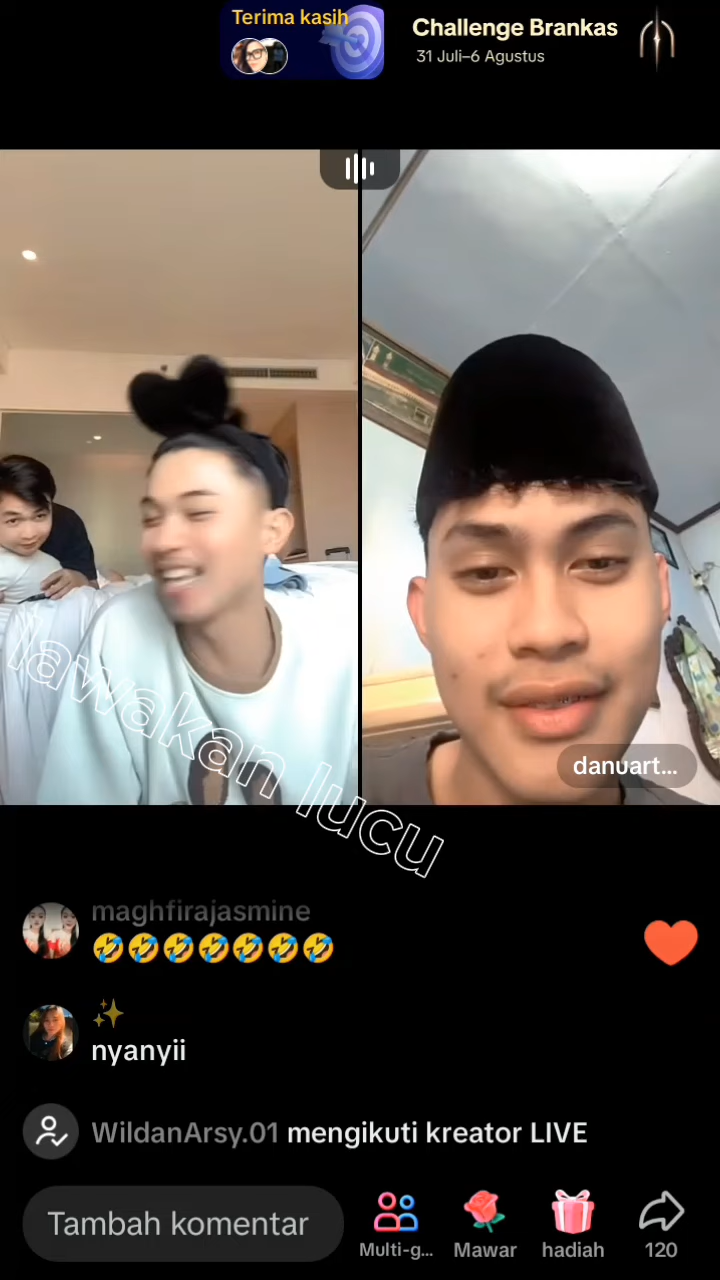 Terima kasih
Challenge Brankas
31 Juli–6 Agustus
danuart...
lawakan lucu
maghfirajasmine
🤣🤣🤣🤣🤣🤣🤣
✨
nyanyii
WildanArsy.01 mengikuti kreator LIVE
Tambah komentar
Multi-g...
Mawar
hadiah
120